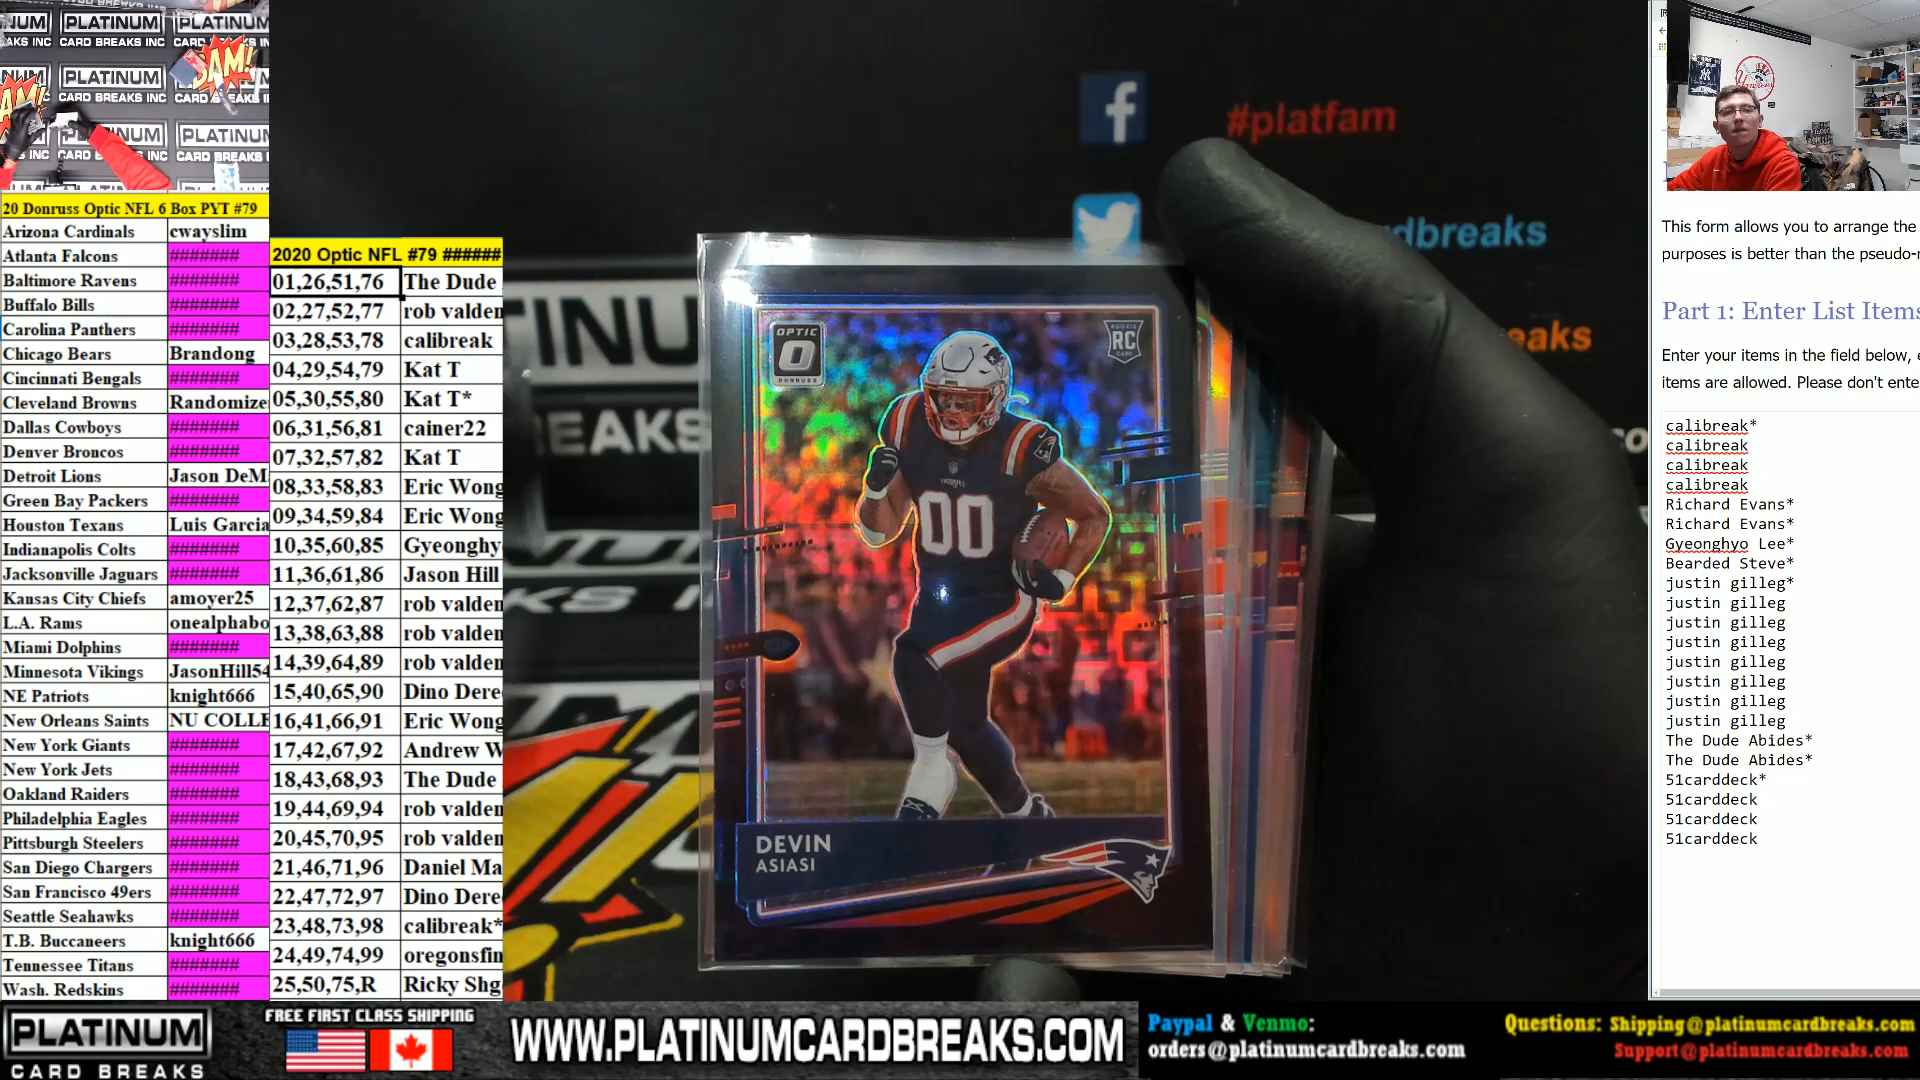 PLATINUM
CARD BREAKS INC
BAM!
20 Donruss Optic NFL 6 Box PYT #79
Arizona Cardinals cwayslim
Atlanta Falcons #######
Baltimore Ravens #######
Buffalo Bills #######
Carolina Panthers #######
Chicago Bears Brandong
Cincinnati Bengals #######
Cleveland Browns Randomize
Dallas Cowboys #######
Denver Broncos #######
Detroit Lions Jason DeM
Green Bay Packers #######
Houston Texans Luis Garcia
Indianapolis Colts #######
Jacksonville Jaguars #######
Kansas City Chiefs amoyer25
L.A. Rams onealphabo
Miami Dolphins #######
Minnesota Vikings JasonHill54
NE Patriots knight666
New Orleans Saints NU COLLE
New York Giants #######
New York Jets #######
Oakland Raiders #######
Philadelphia Eagles #######
Pittsburgh Steelers #######
San Diego Chargers #######
San Francisco 49ers #######
Seattle Seahawks #######
T.B. Buccaneers knight666
Tennessee Titans #######
Wash. Redskins #######
2020 Optic NFL #79 ######
01,26,51,76 The Dude
02,27,52,77 rob valden
03,28,53,78 calibreak
04,29,54,79 Kat T
05,30,55,80 Kat T*
06,31,56,81 cainer22
07,32,57,82 Kat T
08,33,58,83 Eric Wong
09,34,59,84 Eric Wong
10,35,60,85 Gyeonghy
11,36,61,86 Jason Hill
12,37,62,87 rob valden
13,38,63,88 rob valden
14,39,64,89 rob valden
15,40,65,90 Dino Dere
16,41,66,91 Eric Wong
17,42,67,92 Andrew W
18,43,68,93 The Dude
19,44,69,94 rob valden
20,45,70,95 rob valden
21,46,71,96 Daniel Ma
22,47,72,97 Dino Dere
23,48,73,98 calibreak*
24,49,74,99 oregonsfin
25,50,75,R Ricky Shg
#platfam
rdbreaks
eaks
TINU
EAKS
OPTIC
DONRUSS
ROOKIE
RC
CARD
PATRIOTS
00
DEVIN
ASIASI
This form allows you to arrange the
purposes is better than the pseudo-r
Part 1: Enter List Items
Enter your items in the field below, e
items are allowed. Please don't ente
calibreak*
calibreak
calibreak
calibreak
Richard Evans*
Richard Evans*
Gyeonghyo Lee*
Bearded Steve*
justin gilleg*
justin gilleg
justin gilleg
justin gilleg
justin gilleg
justin gilleg
justin gilleg
justin gilleg
The Dude Abides*
The Dude Abides*
51carddeck*
51carddeck
51carddeck
51carddeck
PLATINUM
CARD BREAKS
FREE FIRST CLASS SHIPPING
WWW.PLATINUMCARDBREAKS.COM
Paypal & Venmo:
orders@platinumcardbreaks.com
Questions: Shipping@platinumcardbreaks.com
Support@platinumcardbreaks.com